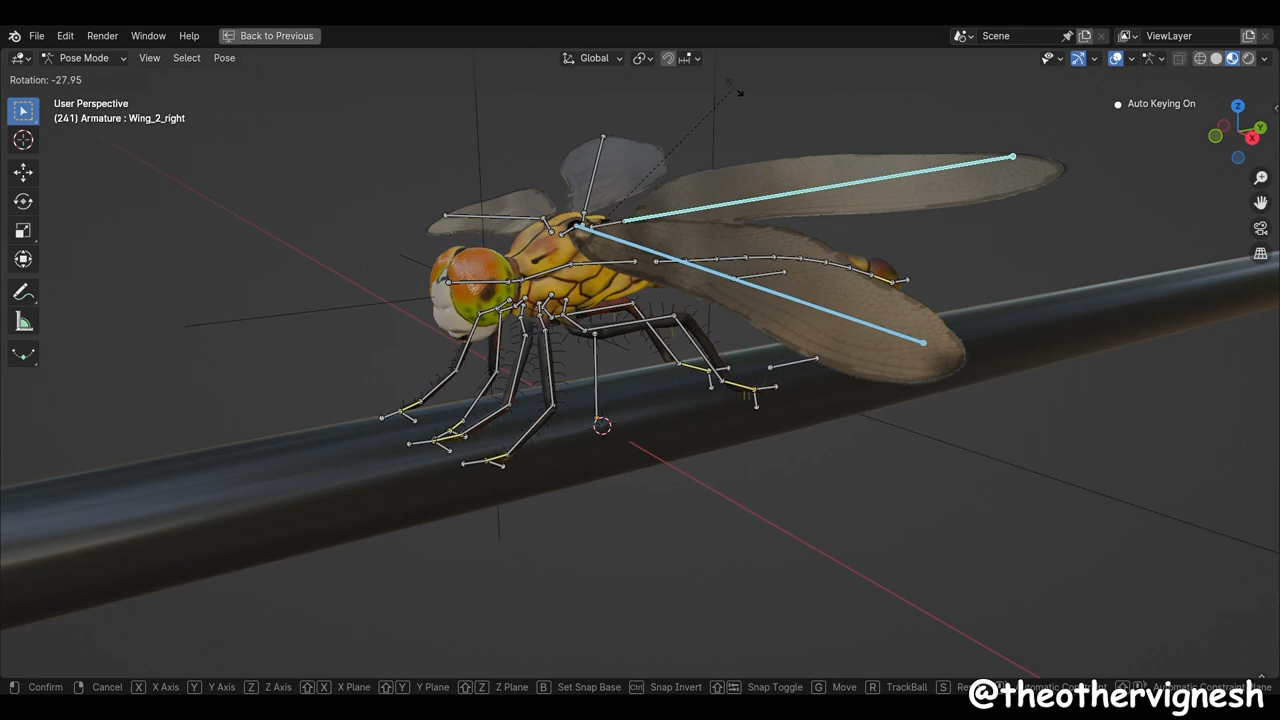 File Edit Render Window Help Back to Previous Scene ViewLayer
Pose Mode View Select Pose Global
Rotation: -27.95
User Perspective
(241) Armature : Wing_2_right
Auto Keying On
Z
Y
X
Confirm Cancel X X Axis Y Y Axis Z Z Axis X X Plane Y Y Plane Z Z Plane B Set Snap Base Ctrl Snap Invert Snap Toggle G Move R TrackBall S
@theothervignesh